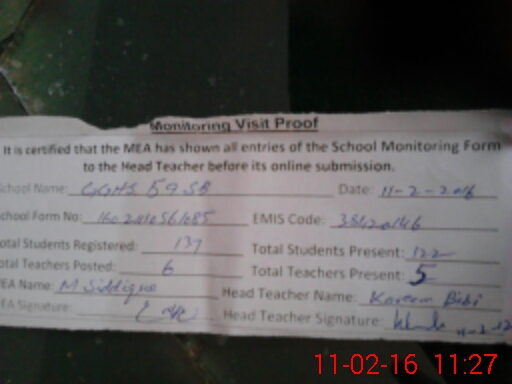 Monitoring Visit Proof
It is certified that the MEA has shown all entries of the School Monitoring Form
to the Head Teacher before its online submission.
School Name: GGHS 59 SB Date: 11-2-2016
School Form No: EMIS Code: 38420146
Total Students Registered: 137 Total Students Present: 122
Total Teachers Posted: 6 Total Teachers Present: 5
MEA Name: M Siddique Head Teacher Name: Kareem Bibi
MEA Signature: Head Teacher Signature:
11-02-16 11:27